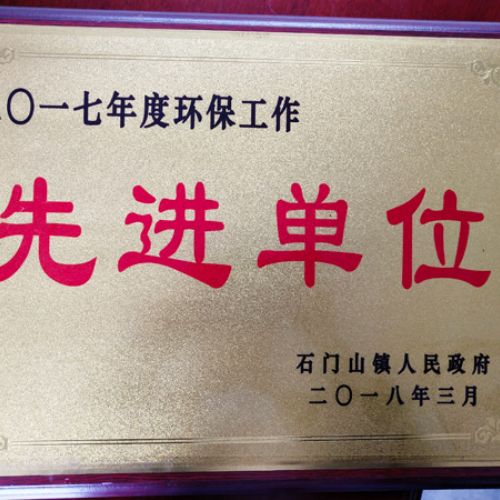 二〇一七年度环保工作
先进单位
石门山镇人民政府
二〇一八年三月